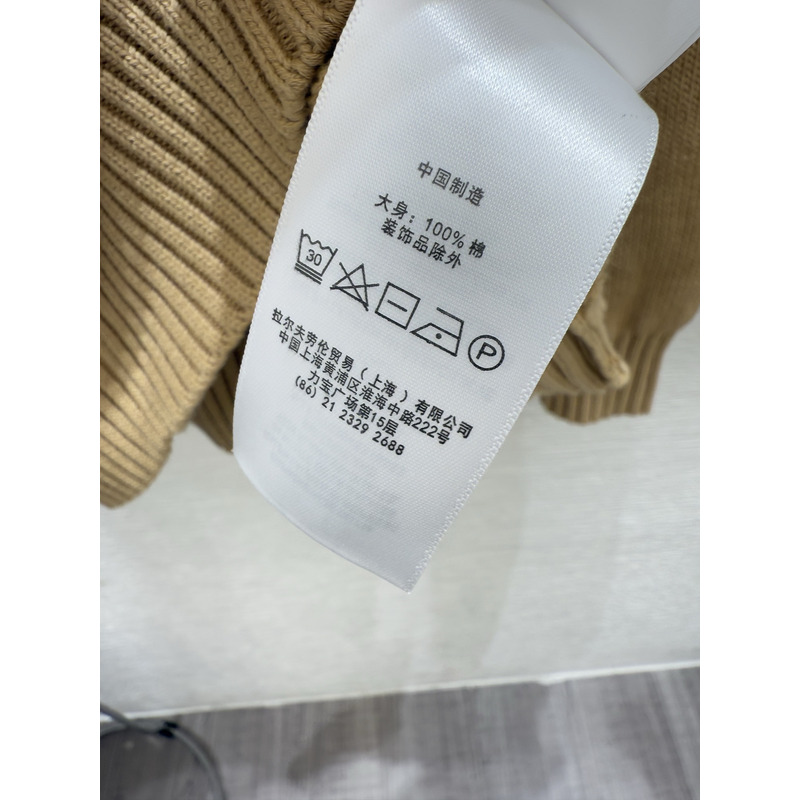 中国制造
大身：100% 棉
装饰品除外
30
P
拉尔夫劳伦贸易（上海）有限公司
中国上海黄浦区淮海中路222号
力宝广场第15层
(86) 21 2329 2688